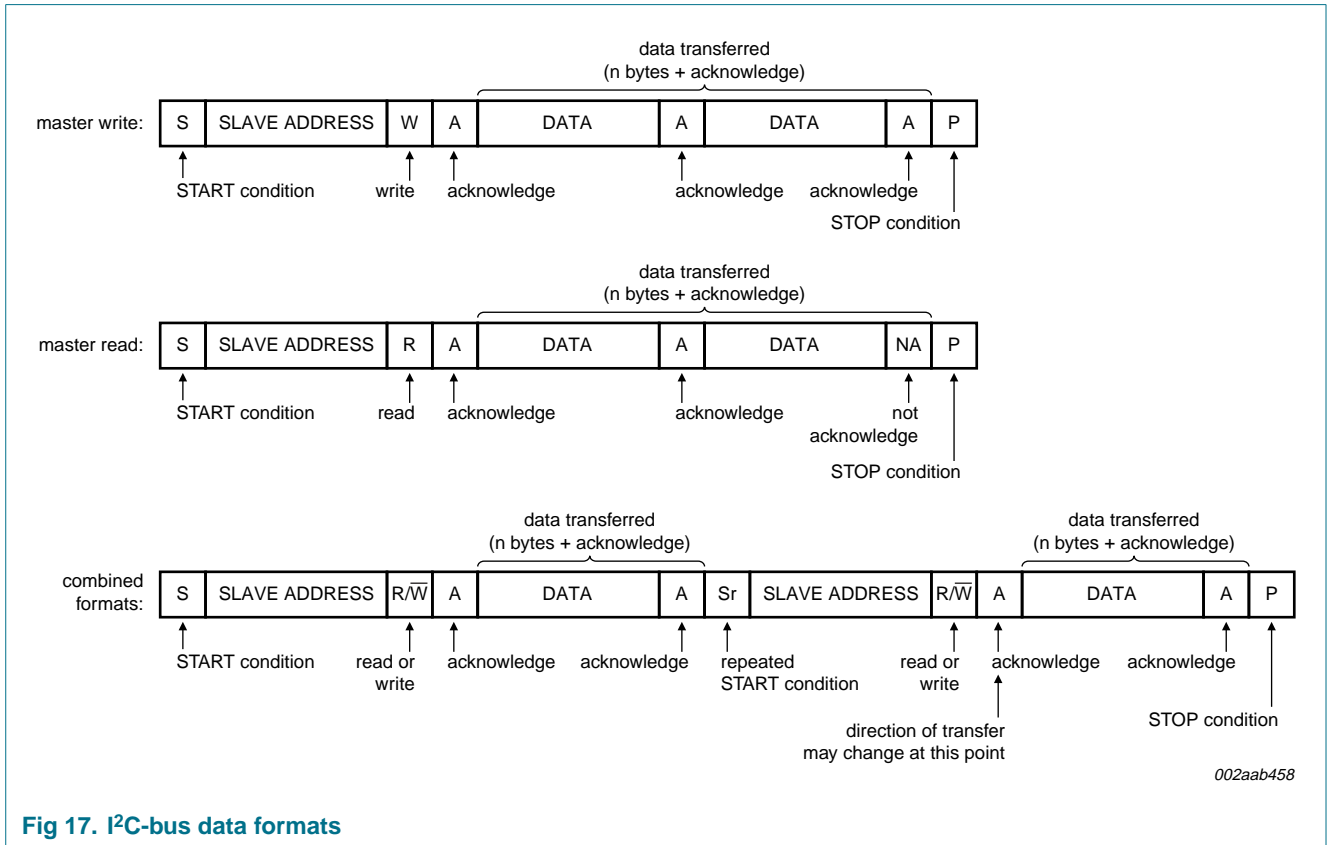 data transferred
(n bytes + acknowledge)
master write: S SLAVE ADDRESS W A DATA A DATA A P
START condition write acknowledge acknowledge acknowledge
STOP condition
data transferred
(n bytes + acknowledge)
master read: S SLAVE ADDRESS R A DATA A DATA NA P
START condition read acknowledge acknowledge not
acknowledge
STOP condition
data transferred data transferred
(n bytes + acknowledge) (n bytes + acknowledge)
combined
formats: S SLAVE ADDRESS R/W̅ A DATA A Sr SLAVE ADDRESS R/W̅ A DATA A P
START condition read or acknowledge acknowledge repeated read or acknowledge acknowledge
write START condition write
STOP condition
direction of transfer
may change at this point
002aab458
Fig 17. I²C-bus data formats